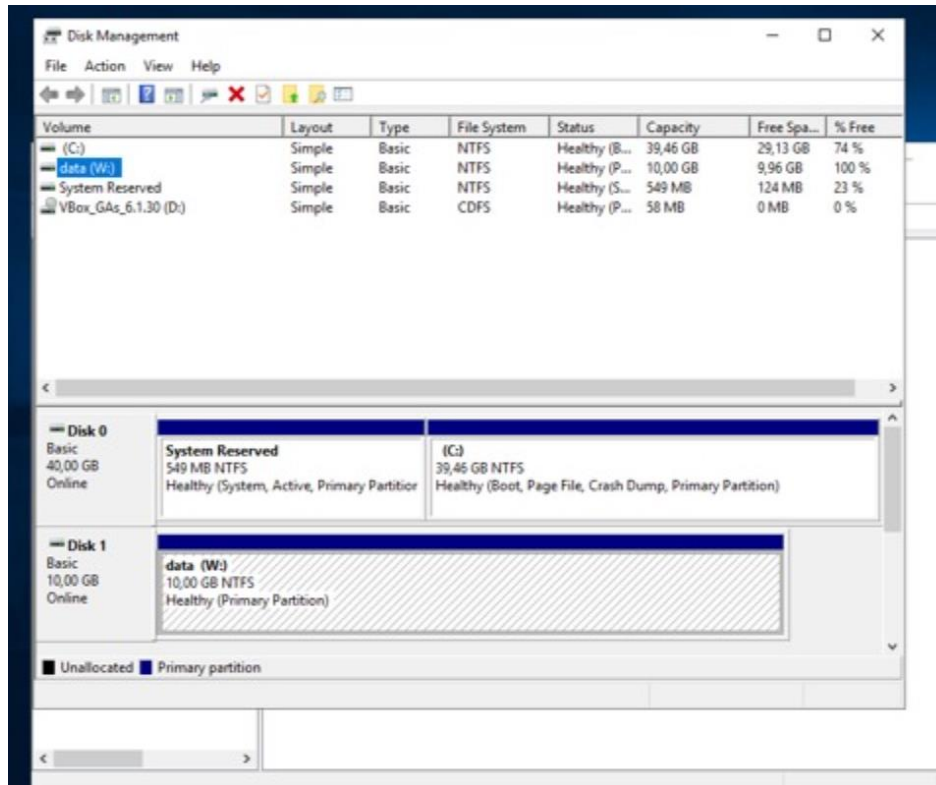 Disk Management
File Action View Help
Volume Layout Type File System Status Capacity Free Spa... % Free
(C:) Simple Basic NTFS Healthy (B... 39,46 GB 29,13 GB 74 %
data (W:) Simple Basic NTFS Healthy (P... 10,00 GB 9,96 GB 100 %
System Reserved Simple Basic NTFS Healthy (S... 549 MB 124 MB 23 %
VBox_GAs_6.1.30 (D:) Simple Basic CDFS Healthy (P... 58 MB 0 MB 0 %
Disk 0
Basic
40,00 GB
Online
System Reserved
549 MB NTFS
Healthy (System, Active, Primary Partitior
(C:)
39,46 GB NTFS
Healthy (Boot, Page File, Crash Dump, Primary Partition)
Disk 1
Basic
10,00 GB
Online
data (W:)
10,00 GB NTFS
Healthy (Primary Partition)
Unallocated Primary partition